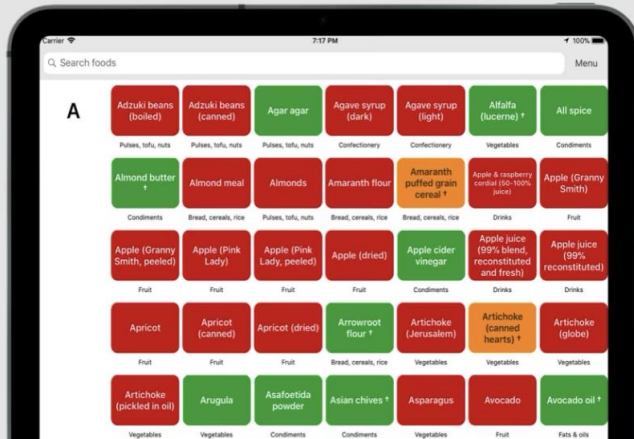 Carrier 7:17 PM 100%
Search foods Menu
A
Adzuki beans (boiled)
Pulses, tofu, nuts
Adzuki beans (canned)
Pulses, tofu, nuts
Agar agar
Pulses, tofu, nuts
Agave syrup (dark)
Confectionery
Agave syrup (light)
Confectionery
Alfalfa (lucerne) †
Vegetables
All spice
Condiments
Almond butter †
Condiments
Almond meal
Bread, cereals, rice
Almonds
Pulses, tofu, nuts
Amaranth flour
Bread, cereals, rice
Amaranth puffed grain cereal †
Bread, cereals, rice
Apple & raspberry cordial (50-100% juice)
Drinks
Apple (Granny Smith)
Fruit
Apple (Granny Smith, peeled)
Fruit
Apple (Pink Lady)
Fruit
Apple (Pink Lady, peeled)
Fruit
Apple (dried)
Fruit
Apple cider vinegar
Condiments
Apple juice (99% blend, reconstituted and fresh)
Drinks
Apple juice (99% reconstituted)
Drinks
Apricot
Fruit
Apricot (canned)
Fruit
Apricot (dried)
Fruit
Arrowroot flour †
Bread, cereals, rice
Artichoke (Jerusalem)
Vegetables
Artichoke (canned hearts) †
Vegetables
Artichoke (globe)
Vegetables
Artichoke (pickled in oil)
Vegetables
Arugula
Vegetables
Asafoetida powder
Condiments
Asian chives †
Condiments
Asparagus
Vegetables
Avocado
Fruit
Avocado oil †
Fats & oils